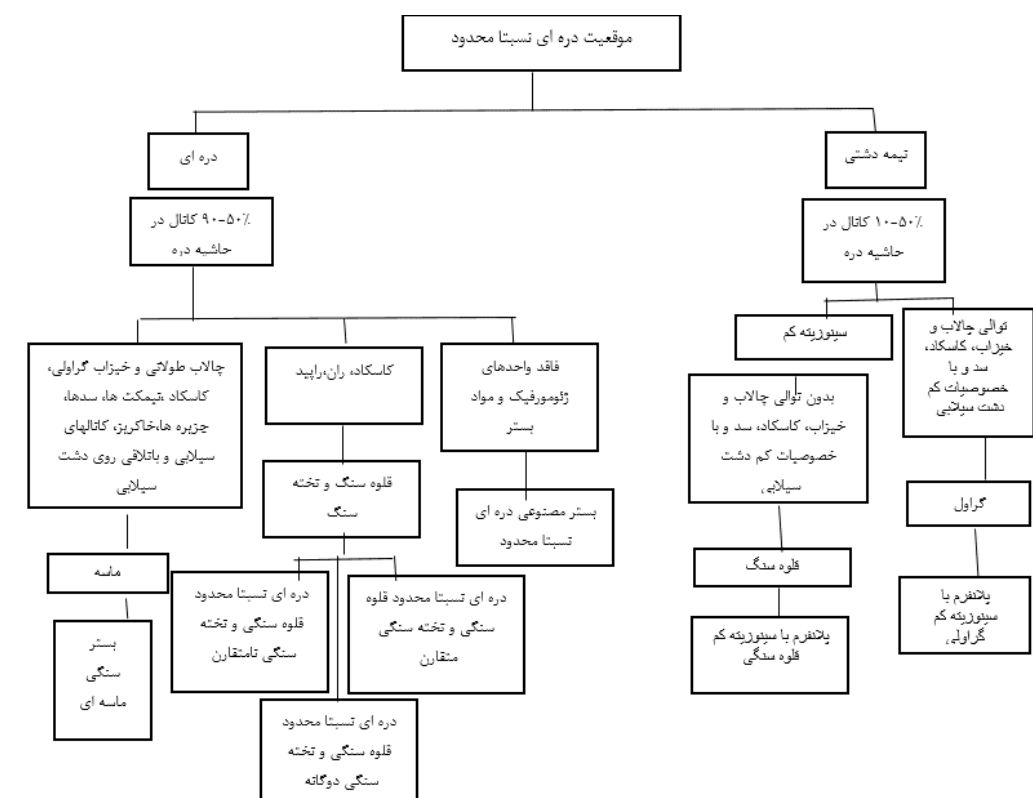 موقعیت دره ای نسبتا محدود
دره ای
نیمه دشتی
۹۰-۵۰٪ کانال در
حاشیه دره
۱۰-۵۰٪ کانال در
حاشیه دره
سینوزیته کم
توالی چالاب و
خیزاب، کاسکاد،
سد و با
خصوصیات کم
دشت سیلابی
چالاب طولانی و خیزاب گراولی،
کاسکاد ،نیمکت ها، سدها،
جزیره ها،خاکریز، کانالهای
سیلابی و باتلاقی روی دشت
سیلابی
کاسکاد، ران،راپید
فاقد واحدهای
ژئومورفیک و مواد
بستر
بدون توالی چالاب و
خیزاب، کاسکاد، سد و با
خصوصیات کم دشت
سیلابی
قلوه سنگ و تخته
سنگ
بستر مصنوعی دره ای
نسبتا محدود
گراول
ماسه
قلوه سنگ
دره ای نسبتا محدود
قلوه سنگی و تخته
سنگی نامتقارن
دره ای نسبتا محدود قلوه
سنگی و تخته سنگی
متقارن
پلانفرم با
سینوزیته کم
گراولی
بستر
سنگی
ماسه ای
پلانفرم با سینوزیته کم
قلوه سنگی
دره ای نسبتا محدود
قلوه سنگی و تخته
سنگی دوگانه